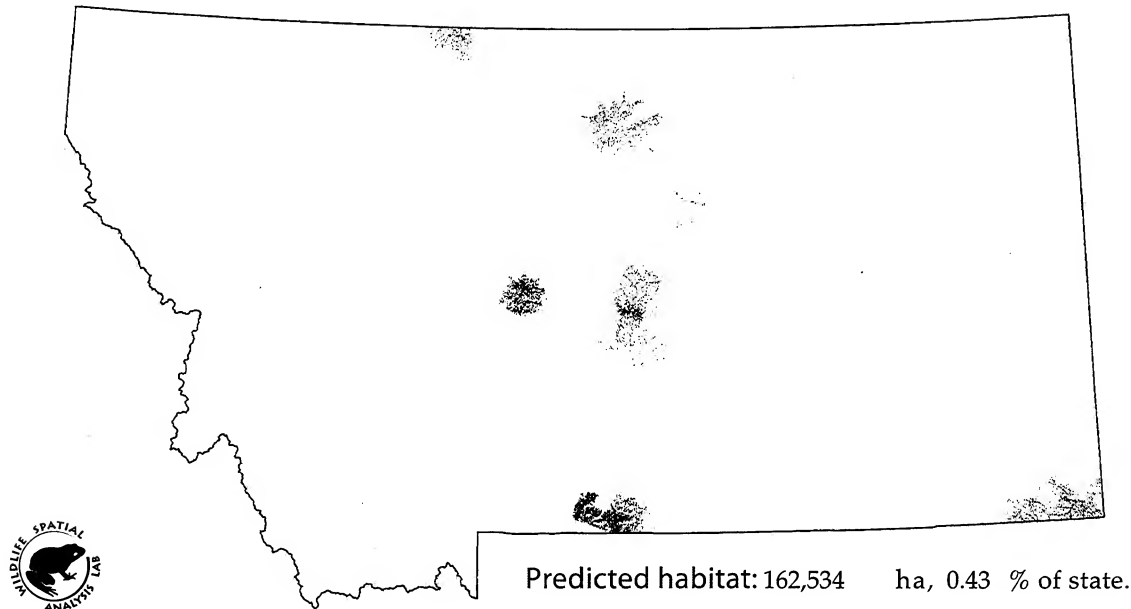 WILDLIFE SPATIAL ANALYSIS LAB
Predicted habitat: 162,534 ha, 0.43 % of state.